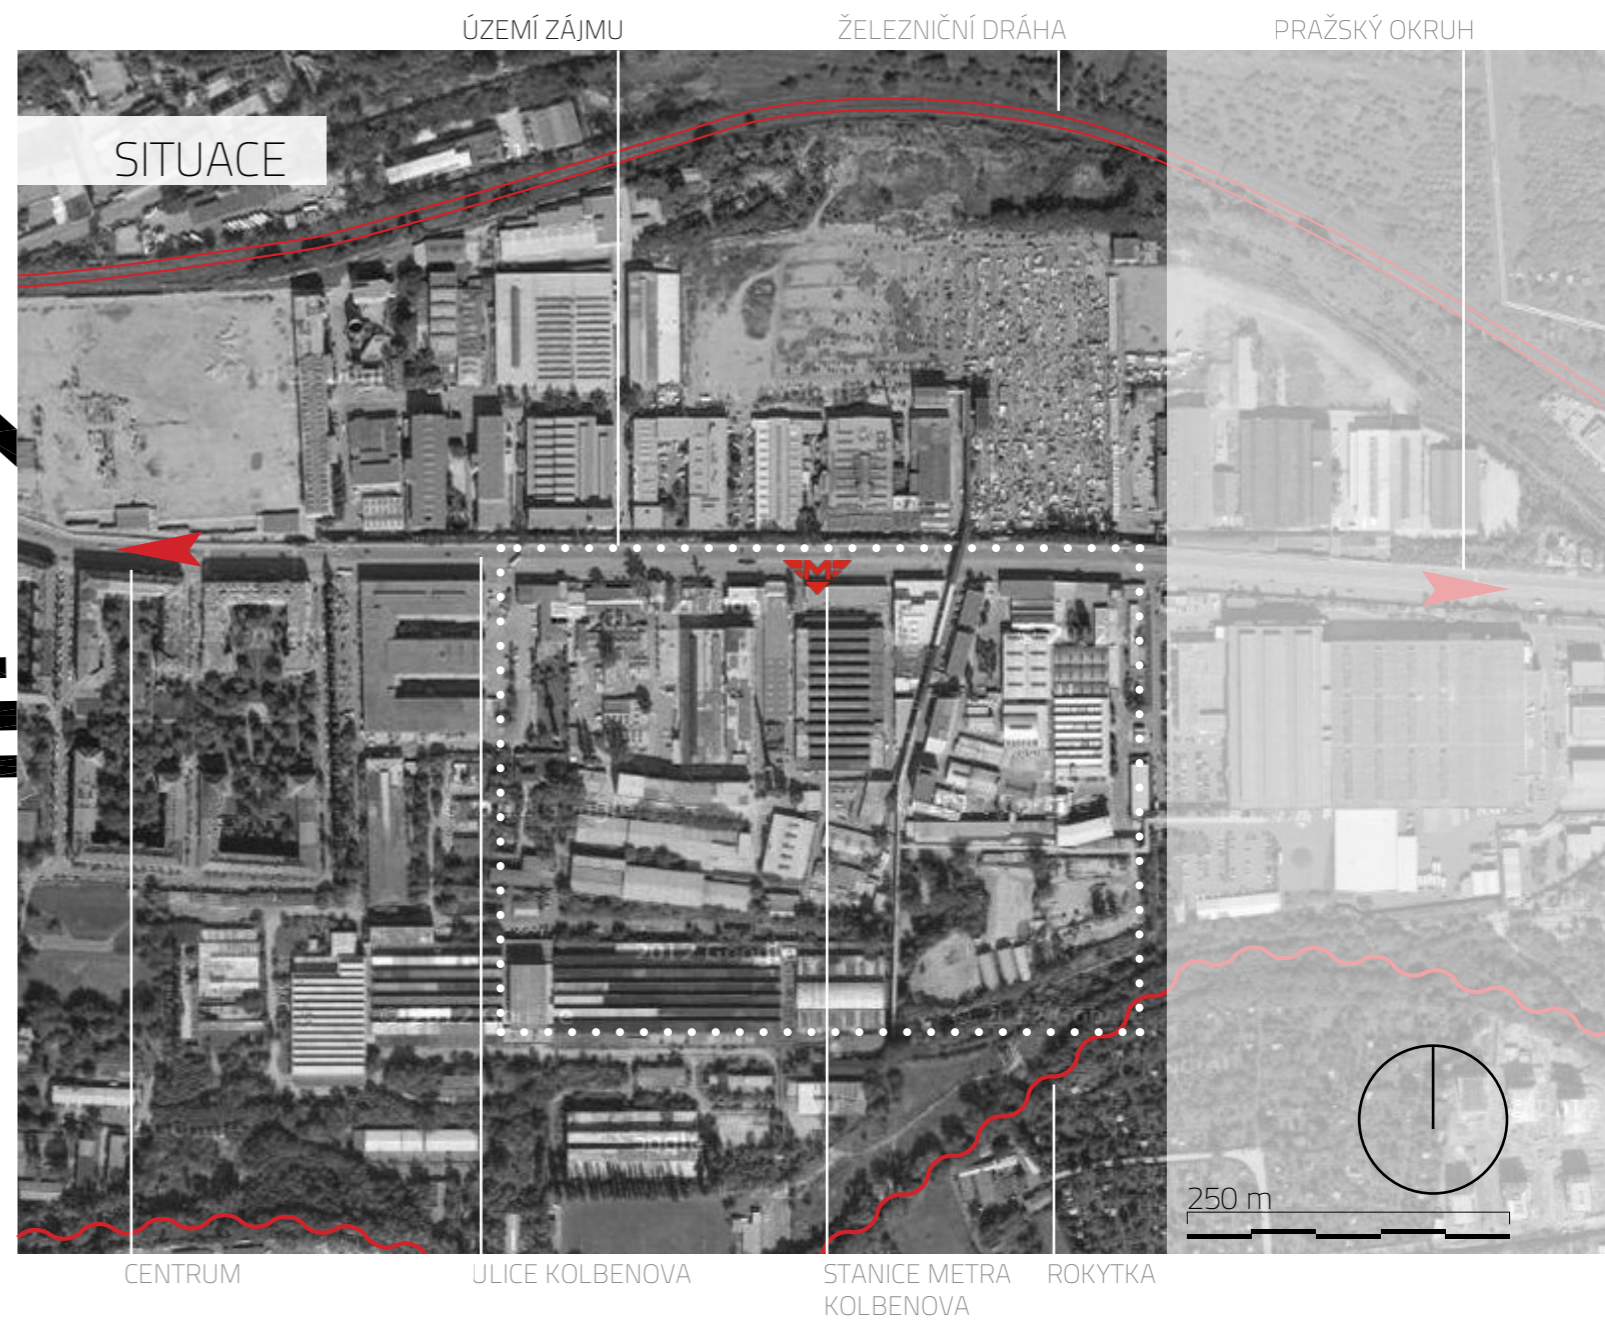 ÚZEMÍ ZÁJMU
ŽELEZNIČNÍ DRÁHA
PRAŽSKÝ OKRUH
SITUACE
M
250 m
CENTRUM
ULICE KOLBENOVA
STANICE METRA
KOLBENOVA
ROKYTKA